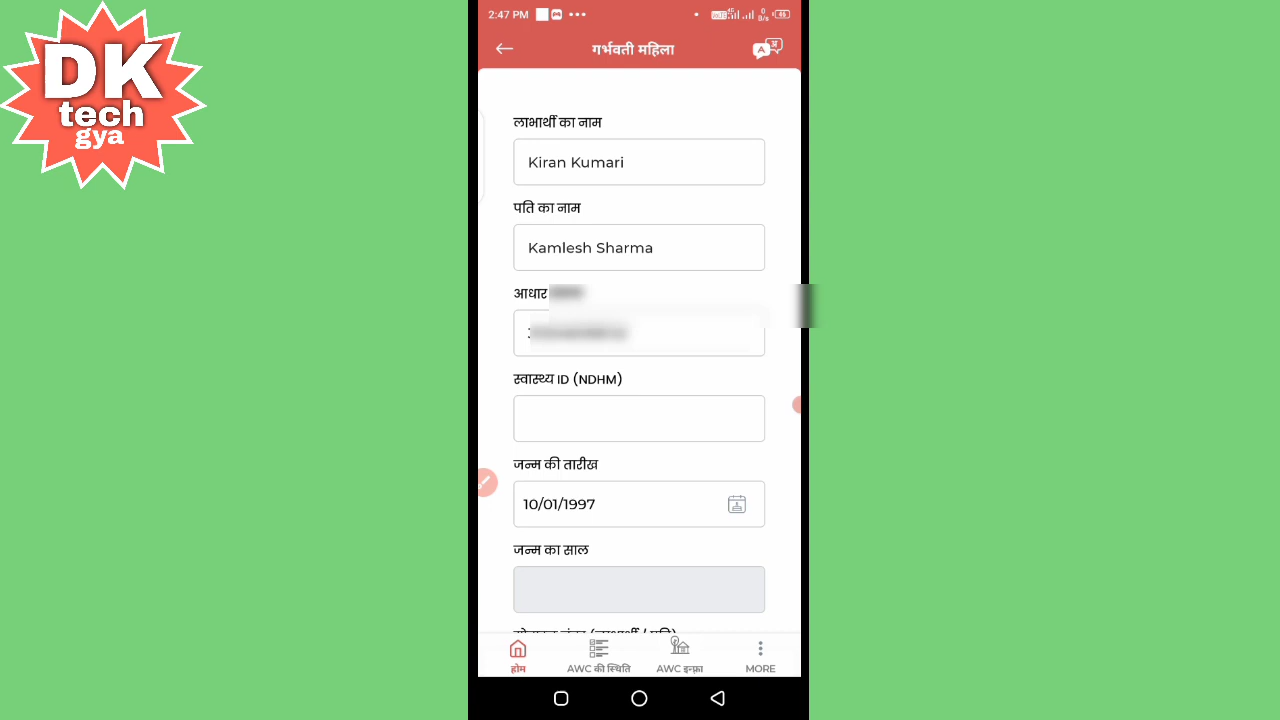 DK
tech
gya
2:47 PM
गर्भवती महिला
लाभार्थी का नाम
Kiran Kumari
पति का नाम
Kamlesh Sharma
आधार
स्वास्थ्य ID (NDHM)
जन्म की तारीख
10/01/1997
जन्म का साल
होम
AWC की स्थिति
AWC इन्फ्रा
MORE